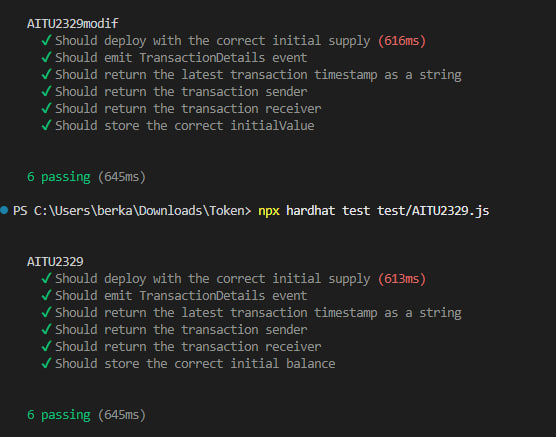 AITU2329modif
✓ Should deploy with the correct initial supply (616ms)
✓ Should emit TransactionDetails event
✓ Should return the latest transaction timestamp as a string
✓ Should return the transaction sender
✓ Should return the transaction receiver
✓ Should store the correct initialValue
6 passing (645ms)
PS C:\Users\berka\Downloads\Token> npx hardhat test test/AITU2329.js
AITU2329
✓ Should deploy with the correct initial supply (613ms)
✓ Should emit TransactionDetails event
✓ Should return the latest transaction timestamp as a string
✓ Should return the transaction sender
✓ Should return the transaction receiver
✓ Should store the correct initial balance
6 passing (645ms)